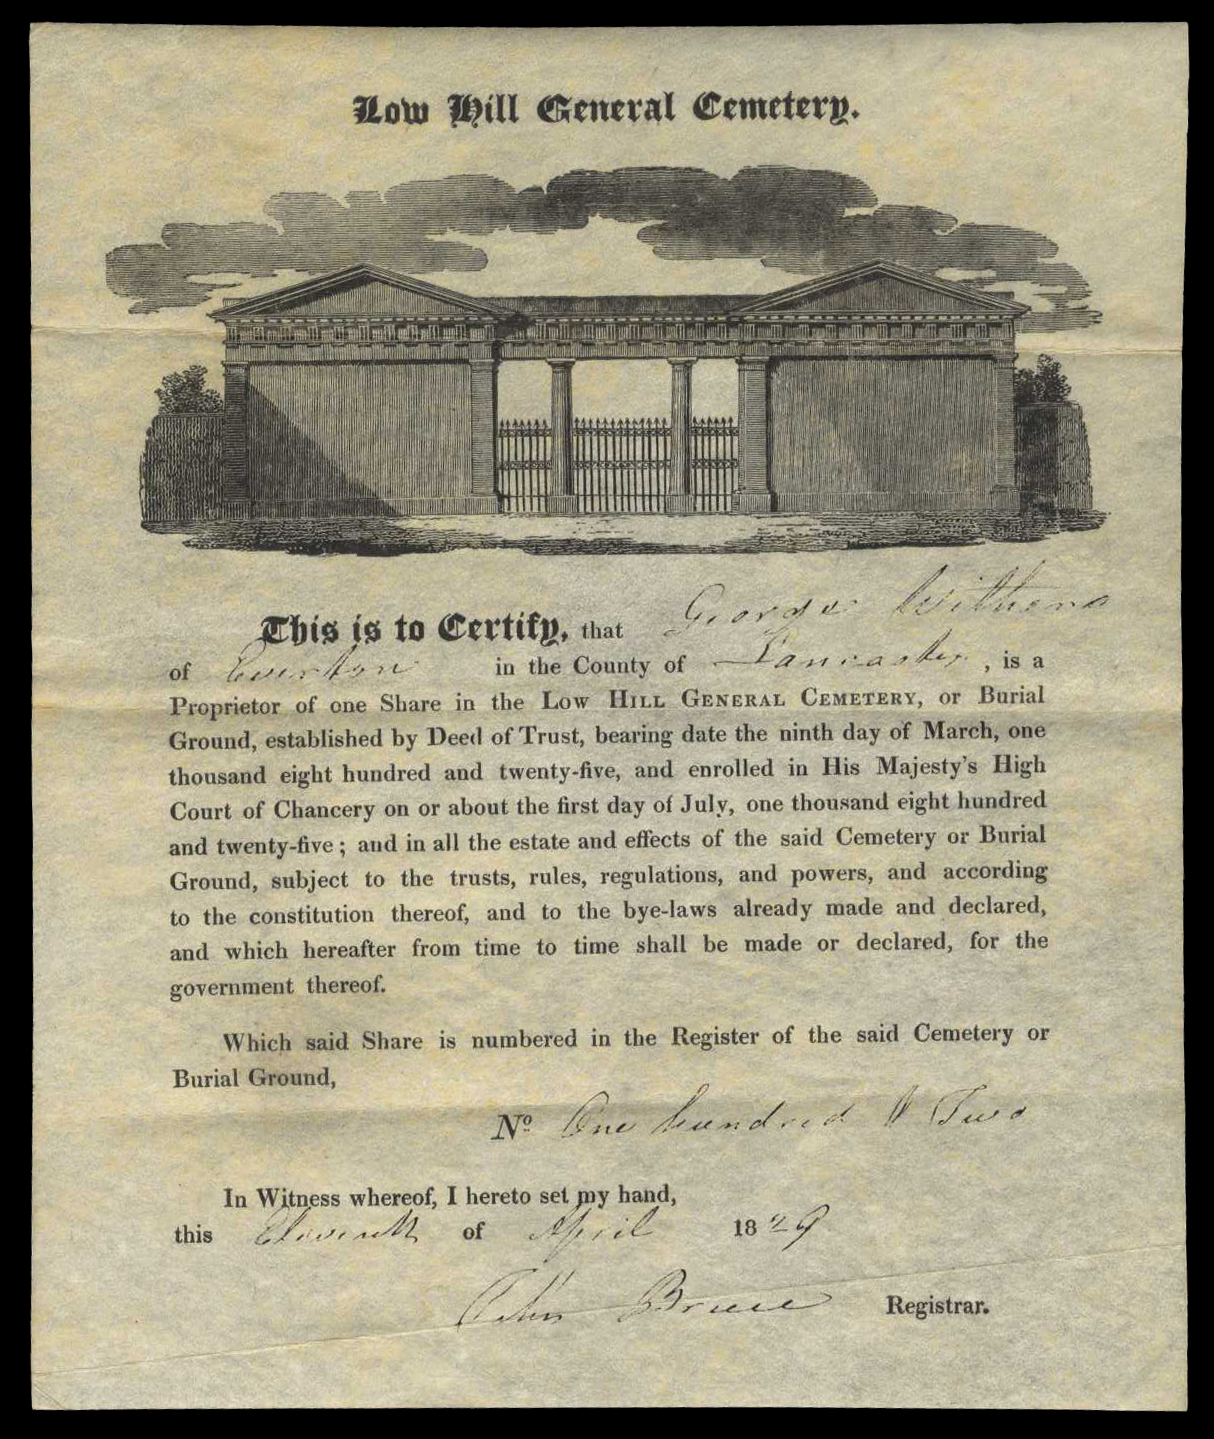 Low Hill General Cemetery.
This is to Certify, that George Withens
of Everton in the County of Lancaster, is a
Proprietor of one Share in the Low Hill General Cemetery, or Burial
Ground, established by Deed of Trust, bearing date the ninth day of March, one
thousand eight hundred and twenty-five, and enrolled in His Majesty's High
Court of Chancery on or about the first day of July, one thousand eight hundred
and twenty-five; and in all the estate and effects of the said Cemetery or Burial
Ground, subject to the trusts, rules, regulations, and powers, and according
to the constitution thereof, and to the bye-laws already made and declared,
and which hereafter from time to time shall be made or declared, for the
government thereof.
Which said Share is numbered in the Register of the said Cemetery or
Burial Ground,
No. One hundred & Two
In Witness whereof, I hereto set my hand,
this Eleventh of April 1829
John Bruce Registrar.